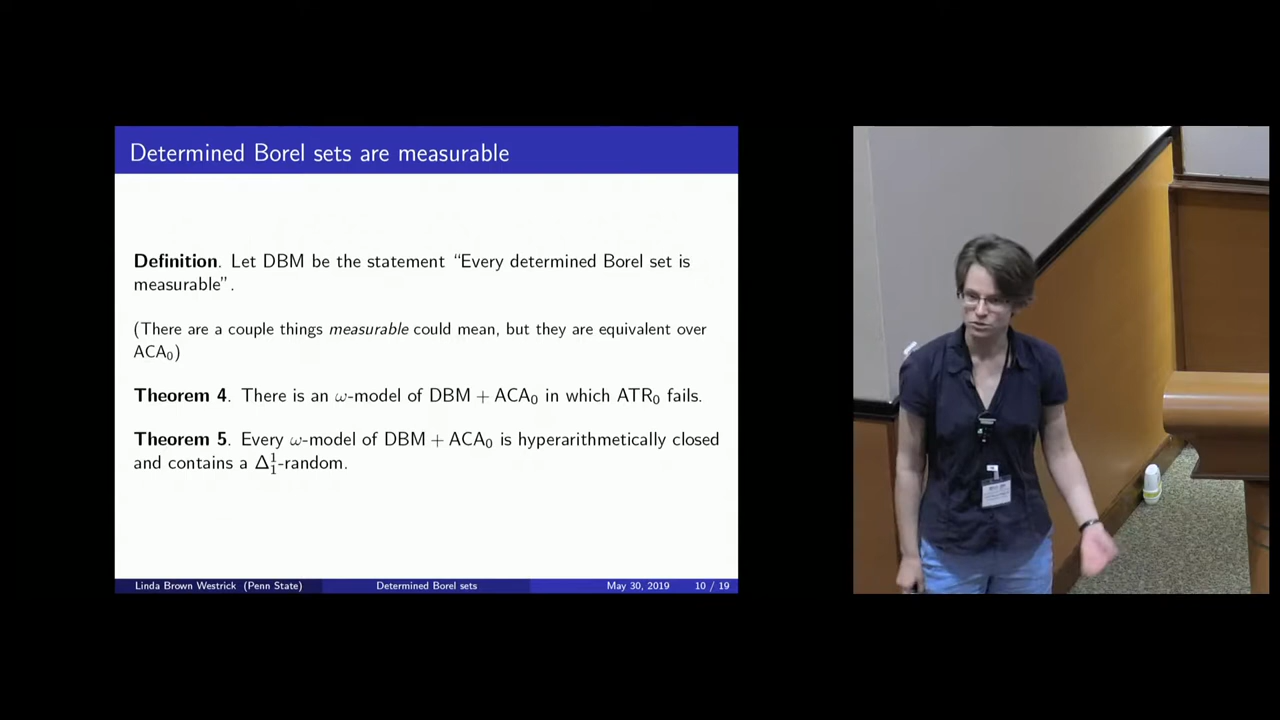 Determined Borel sets are measurable
Definition. Let DBM be the statement “Every determined Borel set is
measurable”.
(There are a couple things measurable could mean, but they are equivalent over
ACA₀)
Theorem 4. There is an ω-model of DBM + ACA₀ in which ATR₀ fails.
Theorem 5. Every ω-model of DBM + ACA₀ is hyperarithmetically closed
and contains a Δ¹₁-random.
Linda Brown Westrick (Penn State) Determined Borel sets May 30, 2019 10 / 19